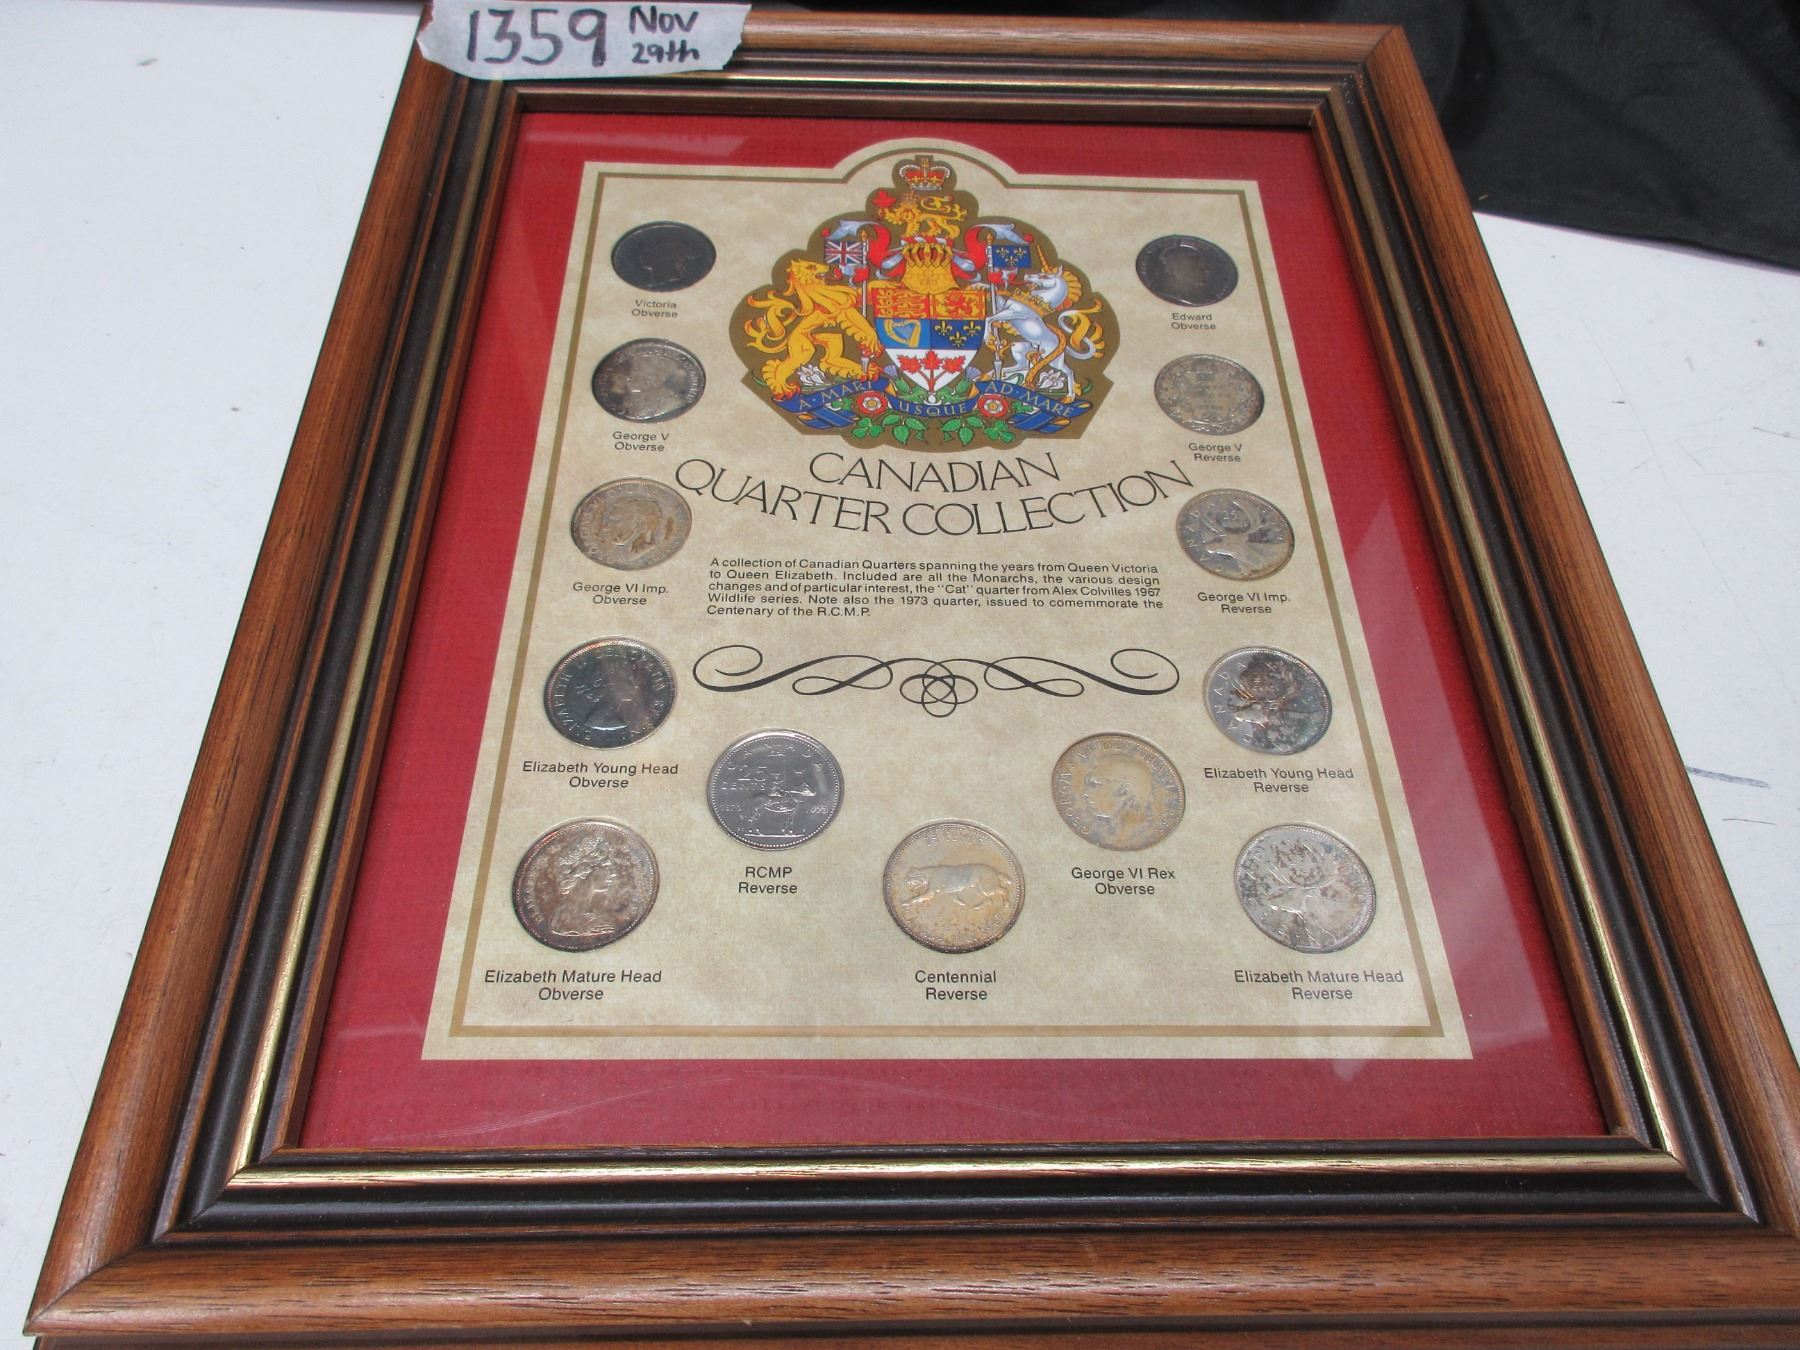 1359 Nov
29th
A·MARI USQUE AD·MARE
Victoria
Obverse
Edward
Obverse
George V
Obverse
George V
Reverse
CANADIAN
QUARTER COLLECTION
A collection of Canadian Quarters spanning the years from Queen Victoria
to Queen Elizabeth. Included are all the Monarchs, the various design
changes and of particular interest, the "Cat" quarter from Alex Colvilles 1967
Wildlife series. Note also the 1973 quarter, issued to commemorate the
Centenary of the R.C.M.P.
George VI Imp.
Obverse
George VI Imp.
Reverse
Elizabeth Young Head
Obverse
Elizabeth Young Head
Reverse
CANADA
25
CENTS
1873 1973
RCMP
Reverse
George VI Rex
Obverse
Elizabeth Mature Head
Obverse
Centennial
Reverse
Elizabeth Mature Head
Reverse